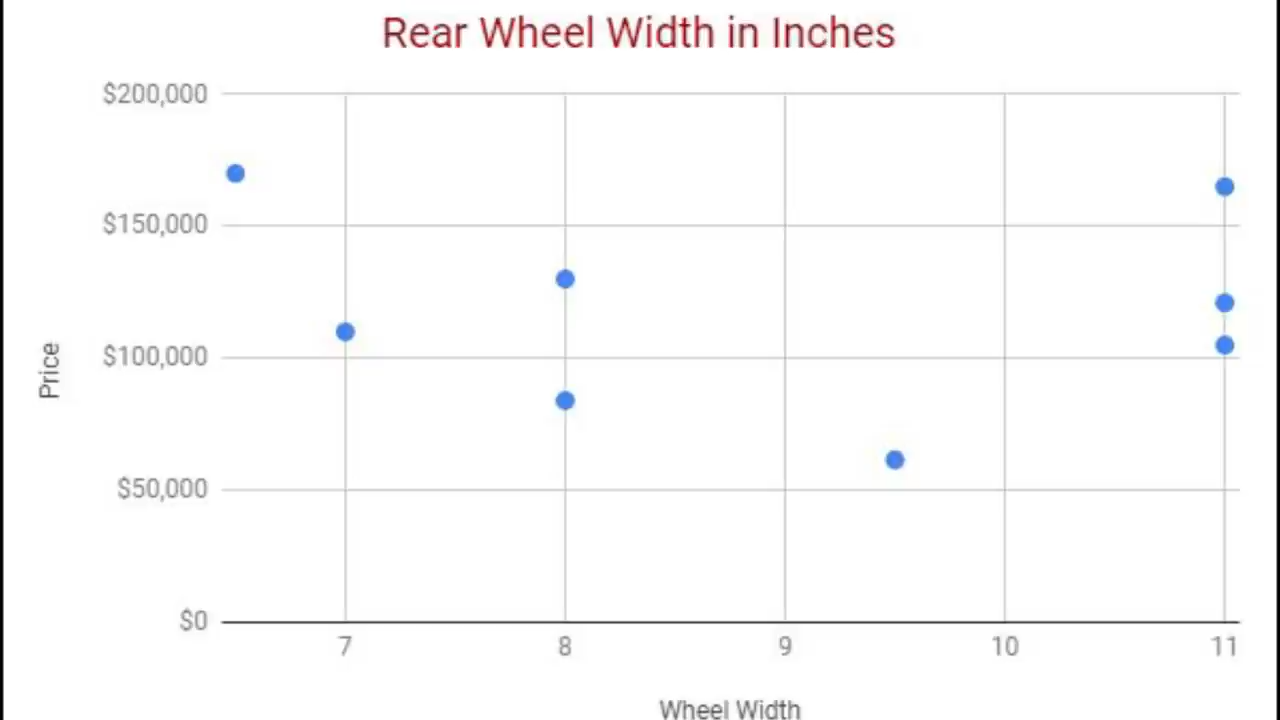 Rear Wheel Width in Inches
$200,000
$150,000
$100,000
$50,000
$0
Price
7 8 9 10 11
Wheel Width